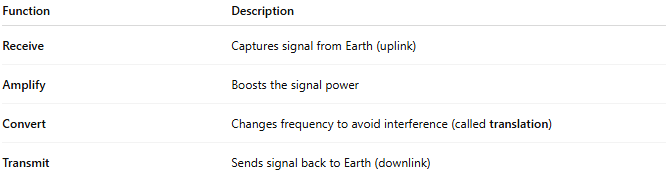 Function Description
Receive Captures signal from Earth (uplink)
Amplify Boosts the signal power
Convert Changes frequency to avoid interference (called translation)
Transmit Sends signal back to Earth (downlink)